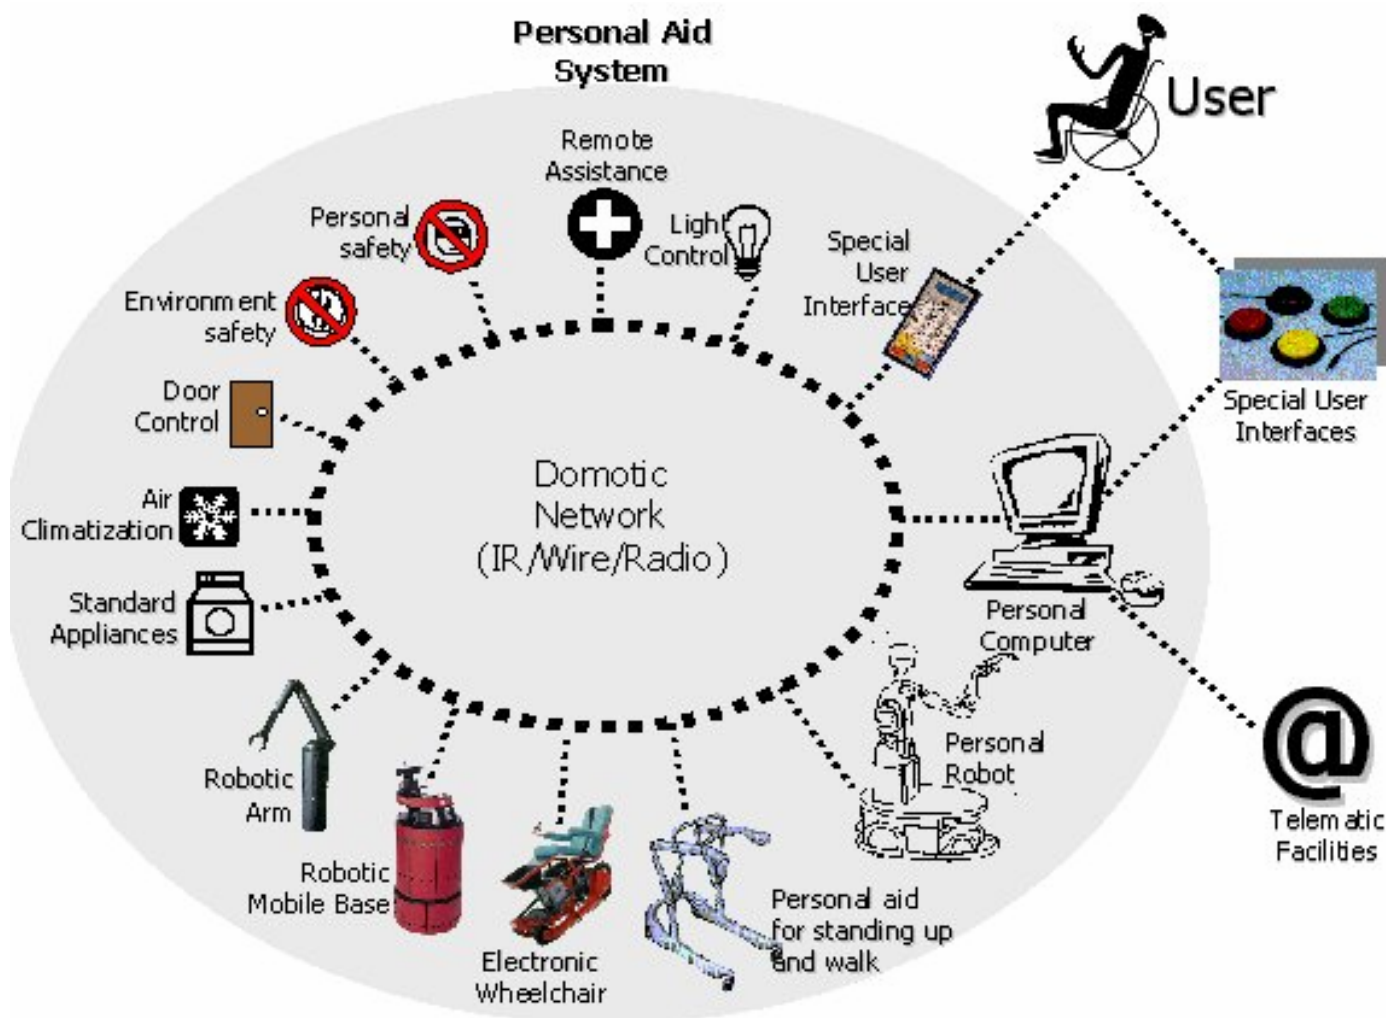 Personal Aid
System
User
Remote
Assistance
Personal
safety
Light
Control
Special
User
Interface
Environment
safety
Door
Control
Special User
Interfaces
Domotic
Network
(IR/Wire/Radio)
Air
Climatization
Standard
Appliances
Personal
Computer
Robotic
Arm
Personal
Robot
@
Telematic
Facilities
Robotic
Mobile Base
Personal aid
for standing up
and walk
Electronic
Wheelchair